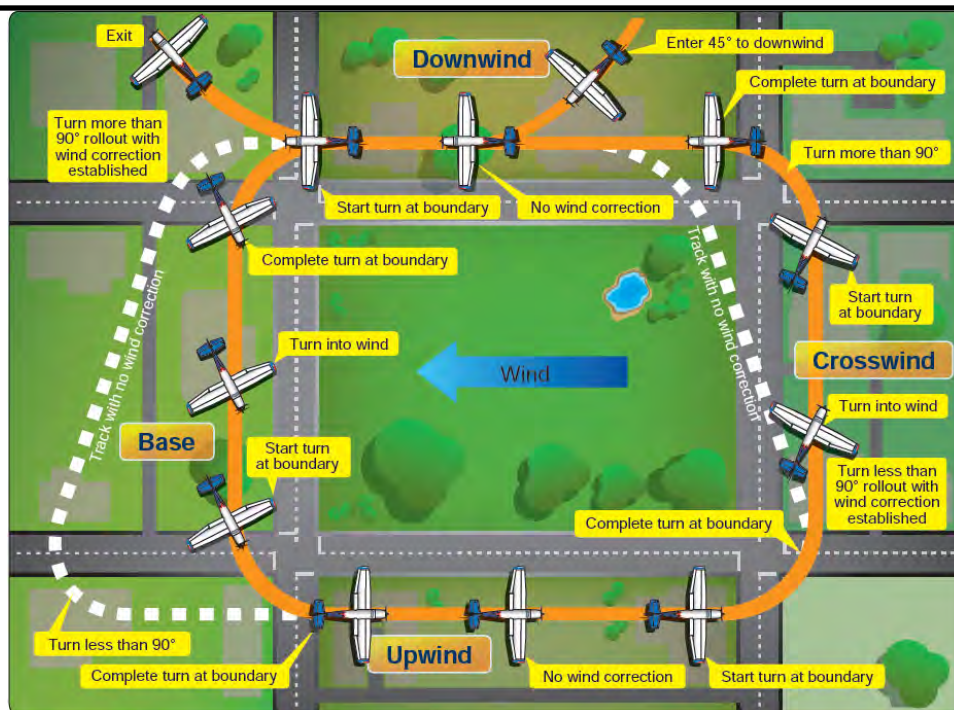 Exit
Downwind
Enter 45° to downwind
Complete turn at boundary
Turn more than
90° rollout with
wind correction
established
Turn more than 90°
Start turn at boundary
No wind correction
Complete turn at boundary
Track with no wind correction
Track with no wind correction
Start turn
at boundary
Turn into wind
Wind
Crosswind
Turn into wind
Base
Start turn
at boundary
Turn less than
90° rollout with
wind correction
established
Complete turn at boundary
Turn less than 90°
Upwind
Complete turn at boundary
No wind correction
Start turn at boundary